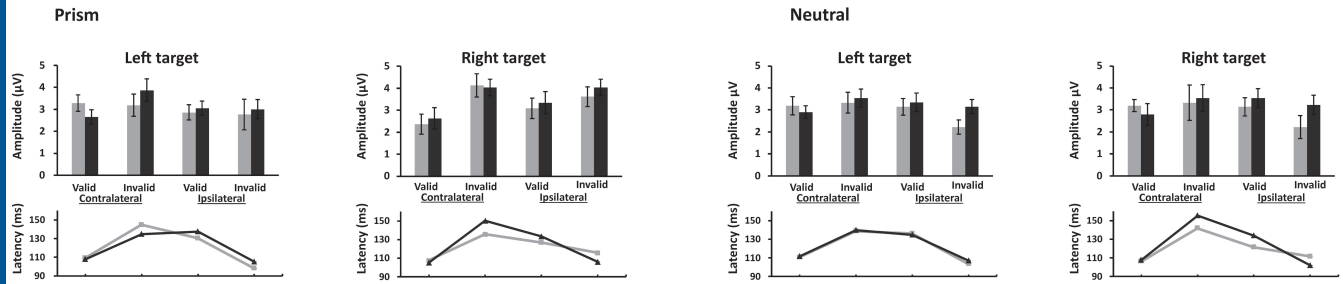 Prism
Neutral
Left target
Right target
Left target
Right target
Amplitude (μV)
5
4
3
2
1
0
Valid Invalid Valid Invalid
Contralateral Ipsilateral
Amplitude (μV)
5
4
3
2
1
0
Valid Invalid Valid Invalid
Contralateral Ipsilateral
Amplitude (μV)
5
4
3
2
1
0
Valid Invalid Valid Invalid
Contralateral Ipsilateral
Amplitude (μV)
5
4
3
2
1
0
Valid Invalid Valid Invalid
Contralateral Ipsilateral
Latency (ms)
150
130
110
90
Latency (ms)
150
130
110
90
Latency (ms)
150
130
110
90
Latency (ms)
150
130
110
90